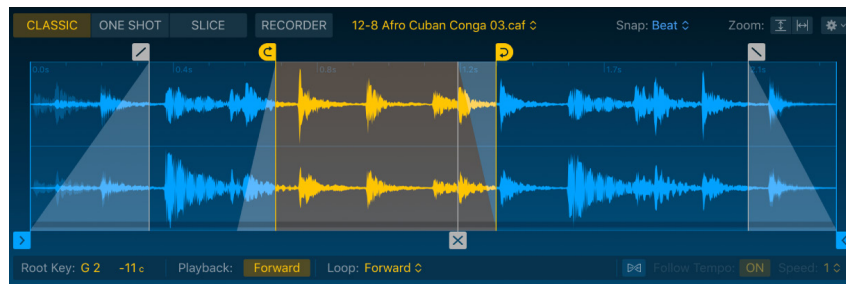 CLASSIC ONE SHOT SLICE RECORDER 12-8 Afro Cuban Conga 03.caf Snap: Beat Zoom:
0.0s 0.4s 0.8s 1.2s 1.7s 2.1s
Root Key: G 2 -11 c Playback: Forward Loop: Forward Follow Tempo: ON Speed: 1